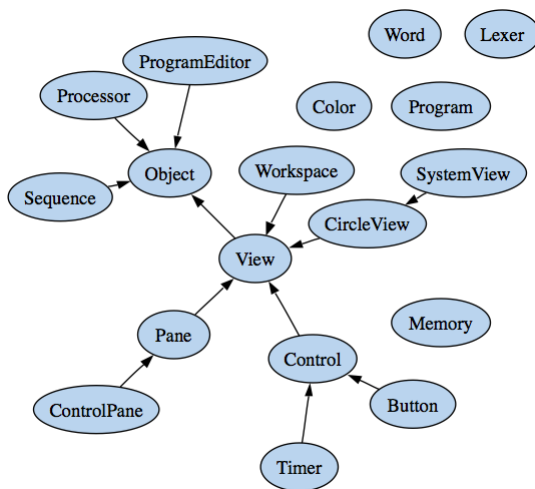 Word
Lexer
ProgramEditor
Processor
Color
Program
Object
Workspace
SystemView
Sequence
CircleView
View
Memory
Pane
Control
ControlPane
Button
Timer